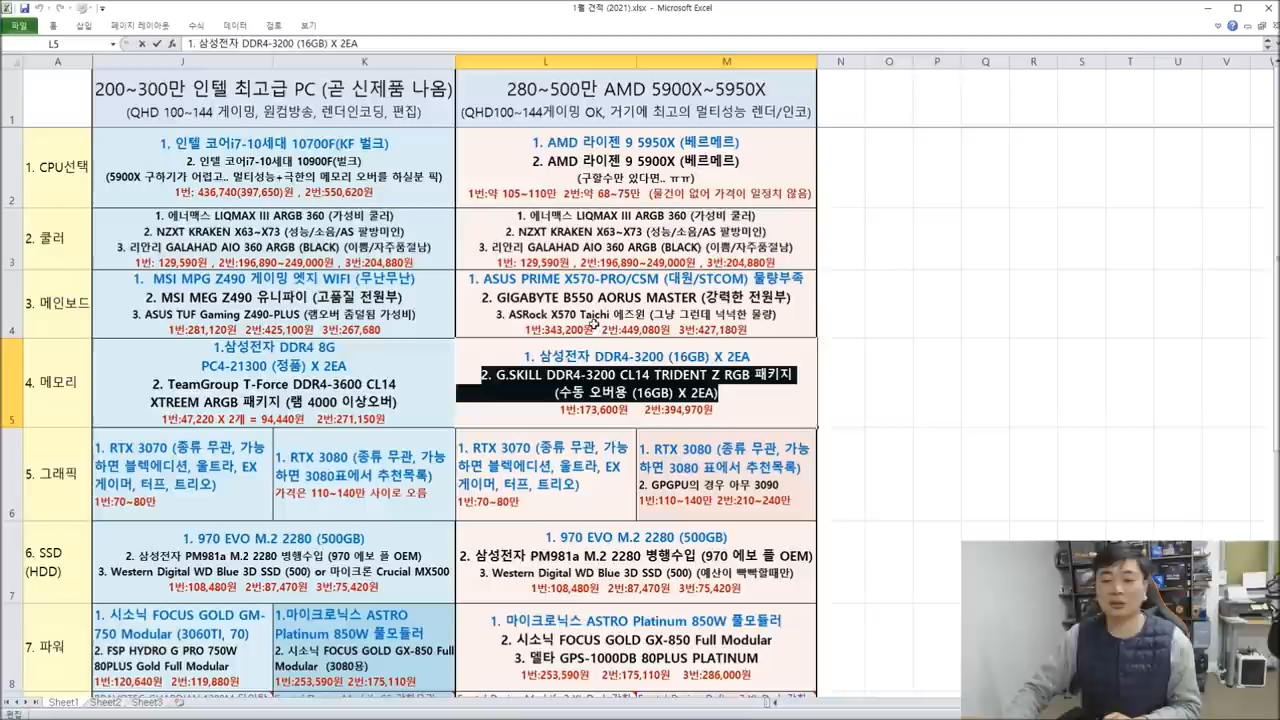 1월 견적 (2021).xlsx - Microsoft Excel
파일 홈 삽입 페이지 레이아웃 수식 데이터 검토 보기
L5 1. 삼성전자 DDR4-3200 (16GB) X 2EA
A J K L M N O P Q R S T U V
1 200~300만 인텔 최고급 PC (곧 신제품 나옴) 280~500만 AMD 5900X~5950X
(QHD 100~144 게이밍, 원컴방송, 렌더인코딩, 편집) (QHD100~144게이밍 OK, 거기에 최고의 멀티성능 렌더/인코)
2 1. CPU선택
1. 인텔 코어i7-10세대 10700F(KF 벌크)
2. 인텔 코어i7-10세대 10900F(벌크)
(5900X 구하기가 어렵고.. 멀티성능+극한의 메모리 오버를 하실분 픽)
1번: 436,740(397,650)원 , 2번:550,620원
1. AMD 라이젠 9 5950X (베르메르)
2. AMD 라이젠 9 5900X (베르메르)
(구할수만 있다면.. ㅠㅠ)
1번:약 105~110만 2번:약 68~75만 (물건이 없어 가격이 일정치 않음)
3 2. 쿨러
1. 에너맥스 LIQMAX III ARGB 360 (가성비 쿨러)
2. NZXT KRAKEN X63~X73 (성능/소음/AS 팔방미인)
3. 리안리 GALAHAD AIO 360 ARGB (BLACK) (이쁨/자주품절남)
1번: 129,590원 , 2번:196,890~249,000원 , 3번:204,880원
1. 에너맥스 LIQMAX III ARGB 360 (가성비 쿨러)
2. NZXT KRAKEN X63~X73 (성능/소음/AS 팔방미인)
3. 리안리 GALAHAD AIO 360 ARGB (BLACK) (이쁨/자주품절남)
1번: 129,590원 , 2번:196,890~249,000원 , 3번:204,880원
4 3. 메인보드
1. MSI MPG Z490 게이밍 엣지 WIFI (무난무난)
2. MSI MEG Z490 유니파이 (고품질 전원부)
3. ASUS TUF Gaming Z490-PLUS (램오버 중덜된 가성비)
1번:281,120원 2번:425,100원 3번:267,680
1. ASUS PRIME X570-PRO/CSM (대원/STCOM) 물량부족
2. GIGABYTE B550 AORUS MASTER (강력한 전원부)
3. ASRock X570 Taichi 에즈윈 (그냥 그런데 넉넉한 물량)
1번:343,200원 2번:449,080원 3번:427,180원
5 4. 메모리
1.삼성전자 DDR4 8G
PC4-21300 (정품) X 2EA
2. TeamGroup T-Force DDR4-3600 CL14
XTREEM ARGB 패키지 (램 4000 이상오버)
1번:47,220 X 2개 = 94,440원 2번:271,150원
1. 삼성전자 DDR4-3200 (16GB) X 2EA
2. G.SKILL DDR4-3200 CL14 TRIDENT Z RGB 패키지
(수동 오버용 (16GB) X 2EA)
1번:173,600원 2번:394,970원
6 5. 그래픽
1. RTX 3070 (종류 무관, 가능
하면 블렉에디션, 울트라, EX
게이머, 터프, 트리오)
1번:70~80만
1. RTX 3080 (종류 무관, 가능
하면 3080표에서 추천목록)
가격은 110~140만 사이로 오름
1. RTX 3070 (종류 무관, 가능
하면 블렉에디션, 울트라, EX
게이머, 터프, 트리오)
1번:70~80만
1. RTX 3080 (종류 무관, 가능
하면 3080 표에서 추천목록)
2. GPGPU의 경우 아무 3090
1번:110~140만 2번:210~240만
7 6. SSD
(HDD)
1. 970 EVO M.2 2280 (500GB)
2. 삼성전자 PM981a M.2 2280 병행수입 (970 에보 플 OEM)
3. Western Digital WD Blue 3D SSD (500) or 마이크론 Crucial MX500
1번:108,480원 2번:87,470원 3번:75,420원
1. 970 EVO M.2 2280 (500GB)
2. 삼성전자 PM981a M.2 2280 병행수입 (970 에보 플 OEM)
3. Western Digital WD Blue 3D SSD (500) (예산이 빡빡할때만)
1번:108,480원 2번:87,470원 3번:75,420원
8 7. 파워
1. 시소닉 FOCUS GOLD GM-
750 Modular (3060TI, 70)
2. FSP HYDRO G PRO 750W
80PLUS Gold Full Modular
1번:120,640원 2번:119,880원
1.마이크로닉스 ASTRO
Platinum 850W 풀모듈러
2. 시소닉 FOCUS GOLD GX-850 Full
Modular (3080용)
1번:253,590원 2번:175,110원
1. 마이크로닉스 ASTRO Platinum 850W 풀모듈러
2. 시소닉 FOCUS GOLD GX-850 Full Modular
3. 델타 GPS-1000DB 80PLUS PLATINUM
1번:253,590원 2번:175,110원 3번:286,000원
Sheet1 Sheet2 Sheet3
편집